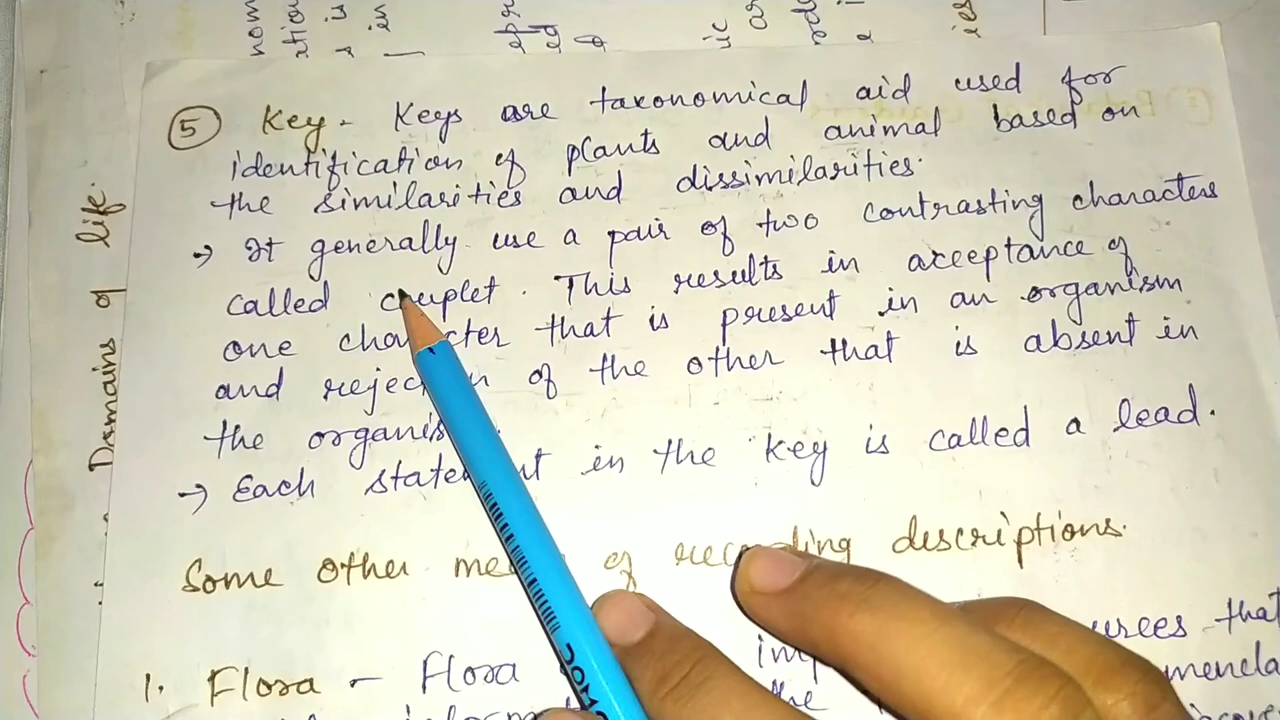 ⑤ Key - Keys are taxonomical aid used for
identification of plants and animal based on
the similarities and dissimilarities.
→ It generally use a pair of two contrasting characters
called couplet. This results in acceptance of
one character that is present in an organism
and rejection of the other that is absent in
the organism.
→ Each statement in the key is called a lead.
Some other of recording descriptions.
1. Flora - Flora that
the
Domains of life.
DOMS